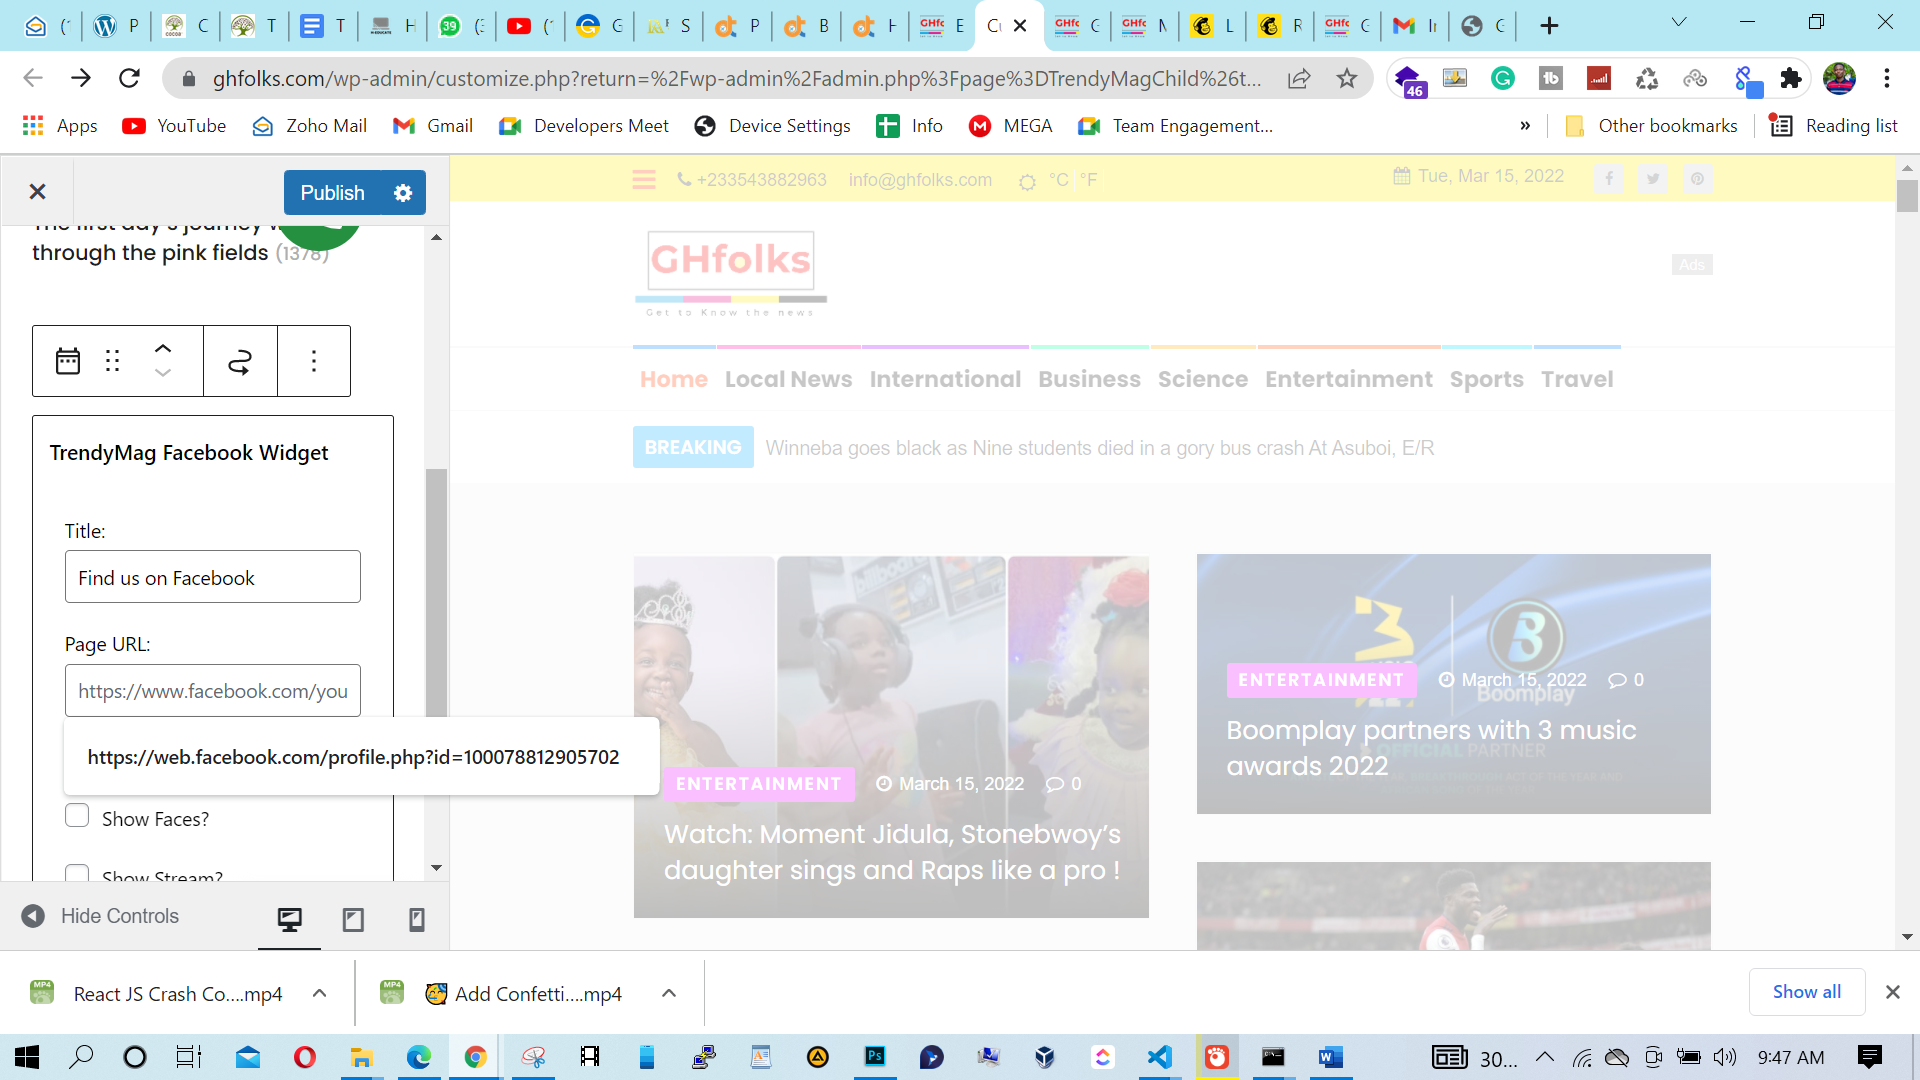 ghfolks.com/wp-admin/customize.php?return=%2Fwp-admin%2Fadmin.php%3Fpage%3DTrendyMagChild%26t...
46
Apps
YouTube
Zoho Mail
Gmail
Developers Meet
Device Settings
Info
MEGA
Team Engagement...
»
Other bookmarks
Reading list
Publish
through the pink fields (1378)
TrendyMag Facebook Widget
Title:
Find us on Facebook
Page URL:
https://www.facebook.com/you
https://web.facebook.com/profile.php?id=100078812905702
Show Faces?
Show Stream?
Hide Controls
+233543882963
info@ghfolks.com
°C °F
Tue, Mar 15, 2022
GHfolks
Get to Know the news
Ads
Home
Local News
International
Business
Science
Entertainment
Sports
Travel
BREAKING
Winneba goes black as Nine students died in a gory bus crash At Asuboi, E/R
ENTERTAINMENT
March 15, 2022
0
Watch: Moment Jidula, Stonebwoy's
daughter sings and Raps like a pro !
ENTERTAINMENT
March 15, 2022
0
Boomplay
Boomplay partners with 3 music
awards 2022
OFFICIAL PARTNER
React JS Crash Co....mp4
Add Confetti....mp4
Show all
30...
9:47 AM